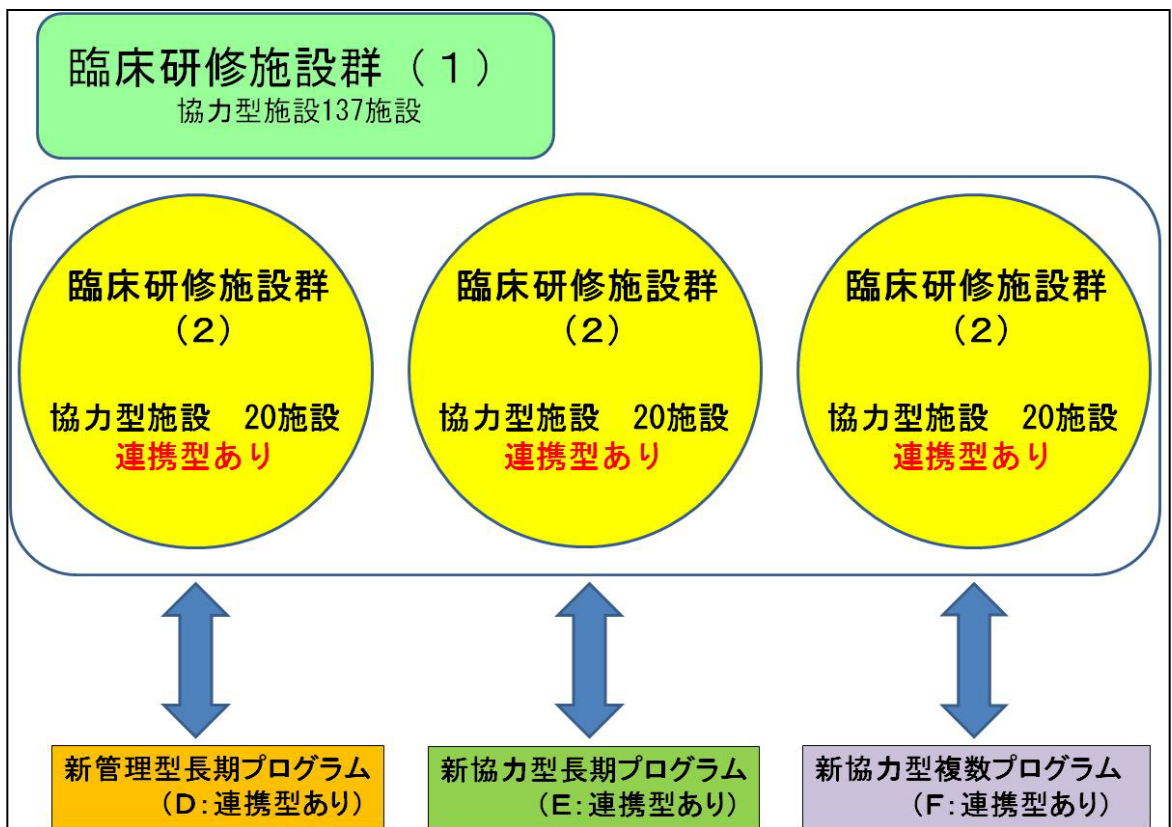 臨床研修施設群（１）
協力型施設137施設
臨床研修施設群
（２）
協力型施設　20施設
連携型あり
臨床研修施設群
（２）
協力型施設　20施設
連携型あり
臨床研修施設群
（２）
協力型施設　20施設
連携型あり
新管理型長期プログラム
（D：連携型あり）
新協力型長期プログラム
（E：連携型あり）
新協力型複数プログラム
（F：連携型あり）